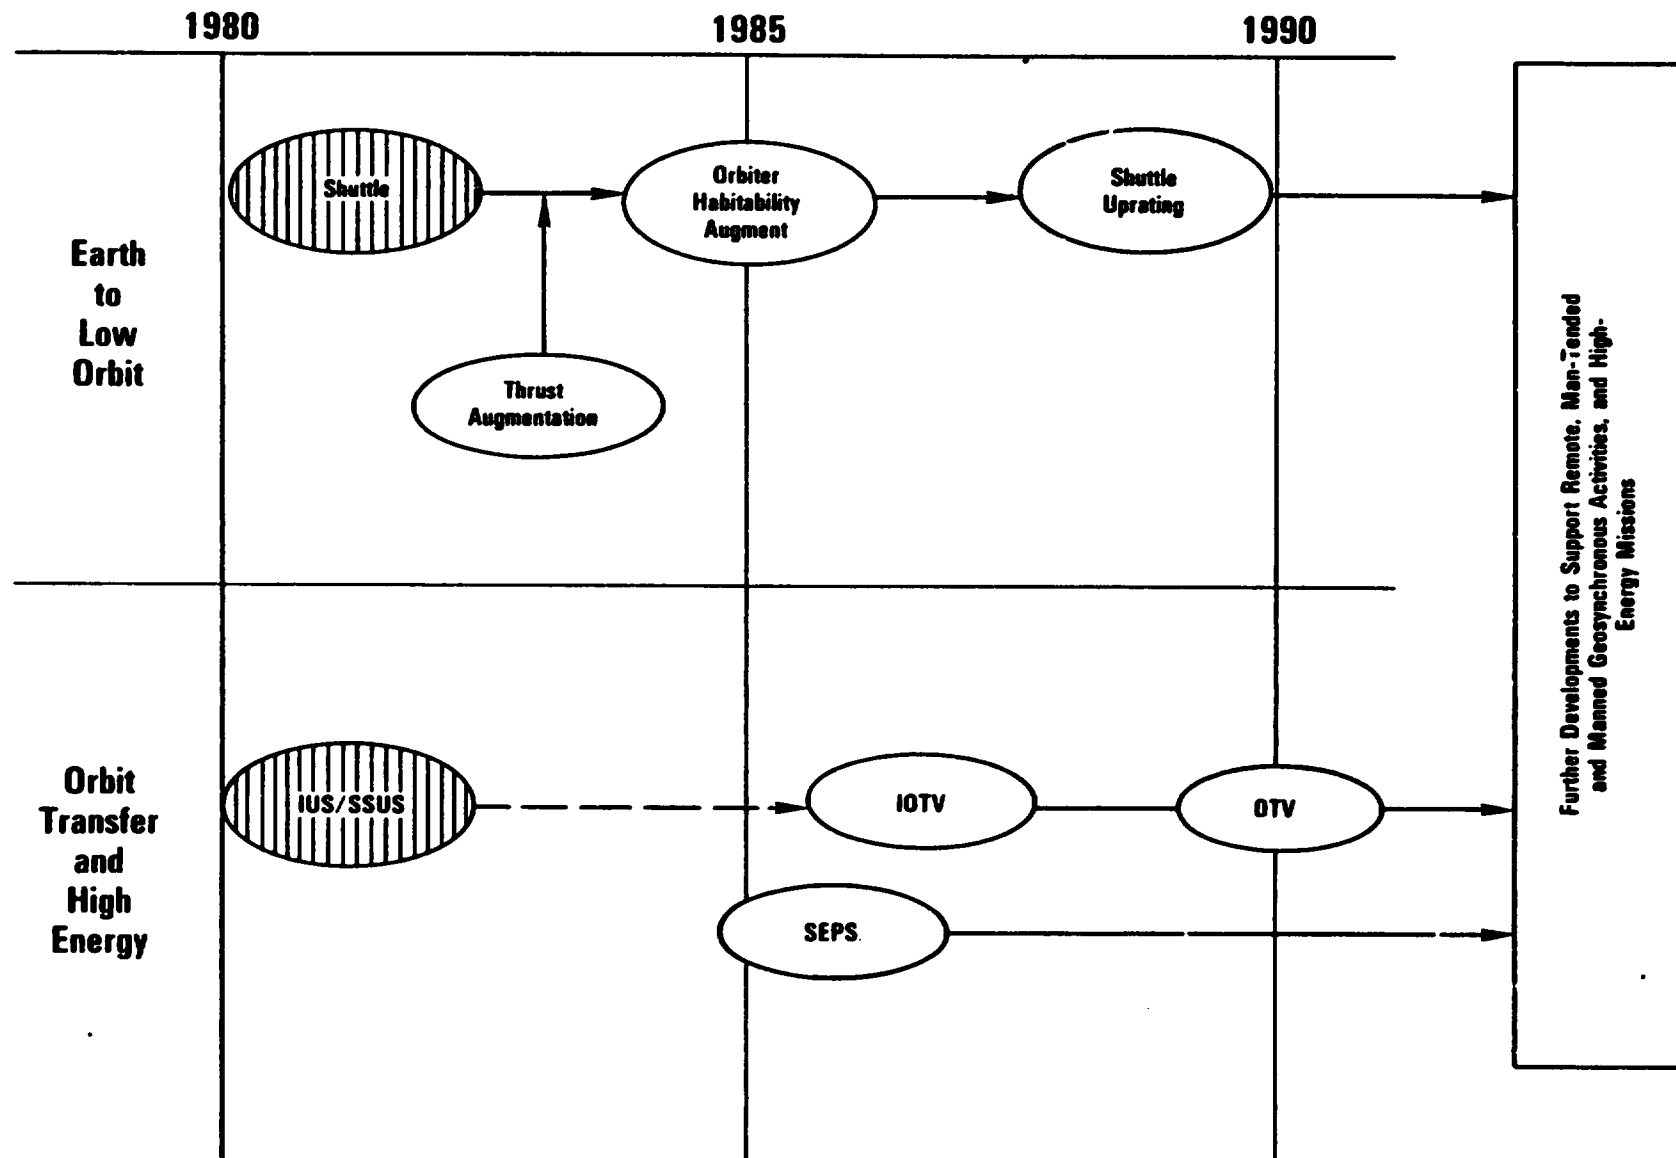 1980 1985 1990
Earth
to
Low
Orbit
Shuttle
Orbiter
Habitability
Augment
Shuttle
Uprating
Thrust
Augmentation
Orbit
Transfer
and
High
Energy
IUS/SSUS
IOTV
OTV
SEPS
Further Developments to Support Remote, Man-Tended
and Manned Geosynchronous Activities, and High-
Energy Missions